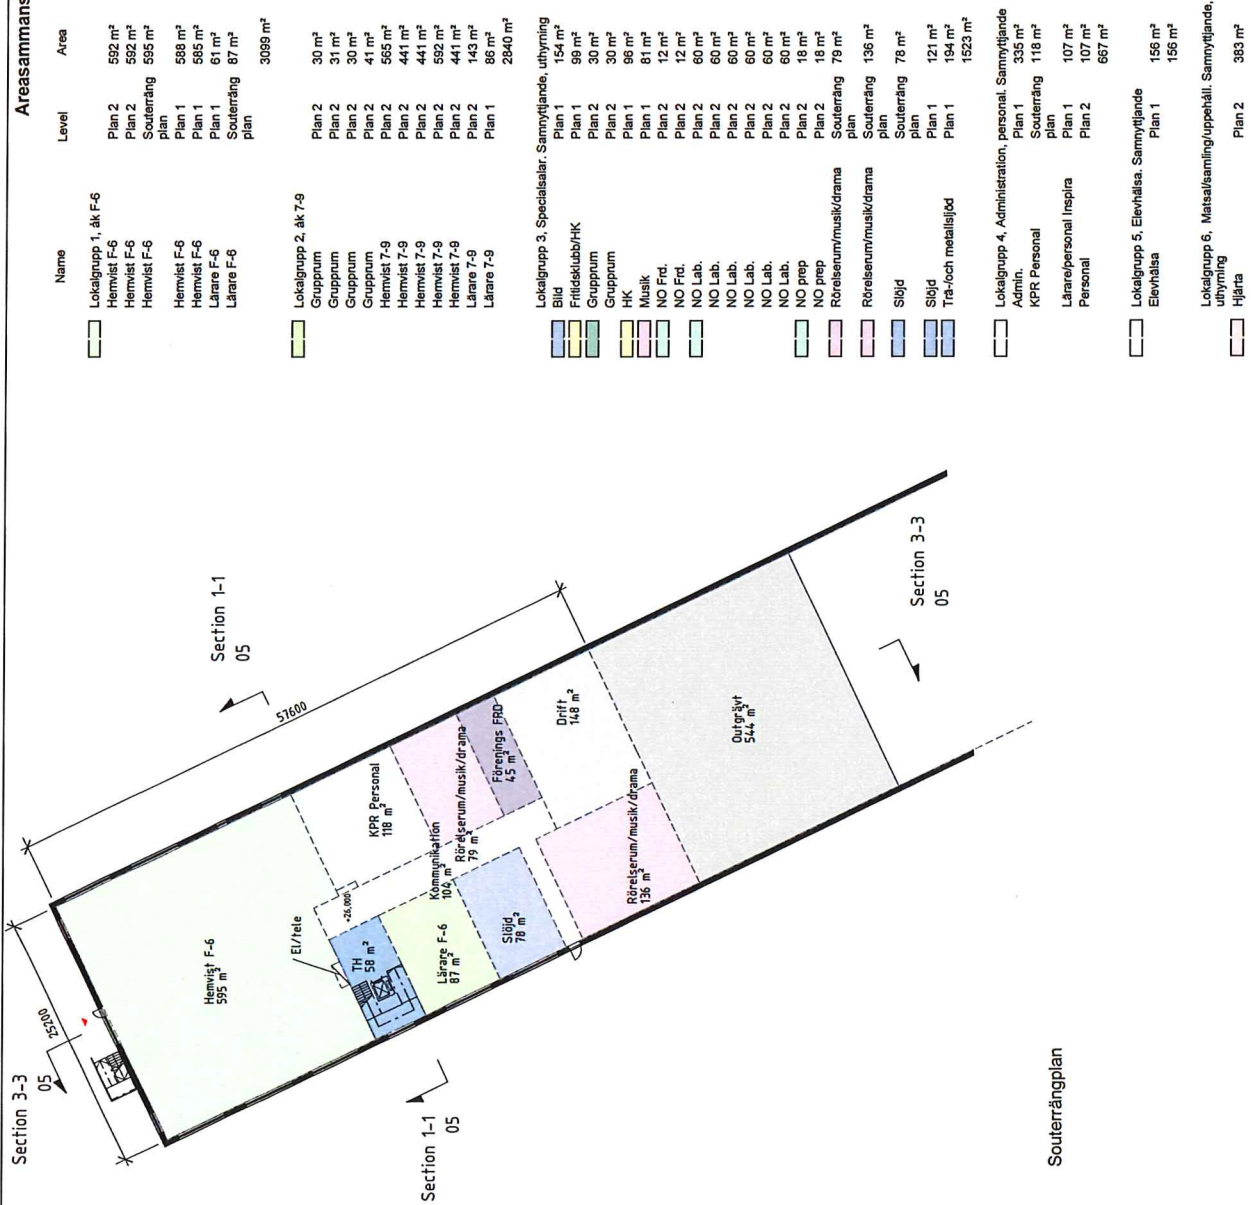 Areasammans
Name Level Area
Lokalgrupp 1, åk F-6
Hemvist F-6 Plan 2 592 m²
Hemvist F-6 Plan 2 592 m²
Hemvist F-6 Souterräng plan 595 m²
Hemvist F-6 Plan 1 588 m²
Hemvist F-6 Plan 1 585 m²
Lärare F-6 Plan 1 61 m²
Lärare F-6 Souterräng plan 87 m²
3099 m²
Lokalgrupp 2, åk 7-9
Grupprum Plan 2 30 m²
Grupprum Plan 2 31 m²
Grupprum Plan 2 30 m²
Grupprum Plan 2 41 m²
Hemvist 7-9 Plan 2 565 m²
Hemvist 7-9 Plan 2 441 m²
Hemvist 7-9 Plan 2 441 m²
Hemvist 7-9 Plan 2 592 m²
Hemvist 7-9 Plan 2 441 m²
Lärare 7-9 Plan 2 143 m²
Lärare 7-9 Plan 1 86 m²
2840 m²
Lokalgrupp 3, Specialsalar. Samnyttjande, uthyrning
Bild Plan 1 154 m²
Fritidsklubb/HK Plan 1 99 m²
Grupprum Plan 2 30 m²
Grupprum Plan 2 30 m²
HK Plan 1 96 m²
Musik Plan 1 81 m²
NO Frd. Plan 2 12 m²
NO Frd. Plan 2 12 m²
NO Lab. Plan 2 60 m²
NO Lab. Plan 2 60 m²
NO Lab. Plan 2 60 m²
NO Lab. Plan 2 60 m²
NO Lab. Plan 2 60 m²
NO Lab. Plan 2 60 m²
NO prep Plan 2 18 m²
NO prep Plan 2 18 m²
Rörelserum/musik/drama Souterräng plan 79 m²
Rörelserum/musik/drama Souterräng plan 136 m²
Slöjd Souterräng plan 78 m²
Slöjd Plan 1 121 m²
Trä-/och metallsljöd Plan 1 194 m²
1523 m²
Lokalgrupp 4, Administration, personal. Samnyttjande
Admin. Plan 1 335 m²
KPR Personal Souterräng plan 118 m²
Lärare/personal Inspira Plan 1 107 m²
Personal Plan 2 107 m²
667 m²
Lokalgrupp 5, Elevhälsa. Samnyttjande
Elevhälsa Plan 1 156 m²
156 m²
Lokalgrupp 6, Matsal/samling/uppehåll. Samnyttjande,
uthyrning
Hjärta Plan 2 383 m²
Section 3-3
05
25200
57600
Section 1-1
05
Hemvist F-6
595 m²
El/tele
+26,000
TH
58 m²
KPR Personal
118 m²
Lärare F-6
87 m²
Kommunikation
104 m²
Rörelserum/musik/drama
79 m²
Förenings FRD
45 m²
Slöjd
78 m²
Drift
148 m²
Rörelserum/musik/drama
136 m²
Outgrävt
544 m²
Section 1-1
05
Section 3-3
05
Souterrängplan